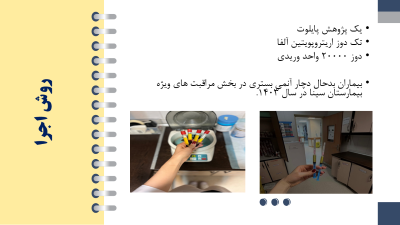 روش اجرا
یک پژوهش پایلوت
تک دوز اریتروپویتین آلفا
دوز ۲۰۰۰۰ واحد وریدی
بیماران بدحال دچار آنمی بستری در بخش مراقبت های ویژه
بیمارستان سینا در سال ۱۴۰۳.